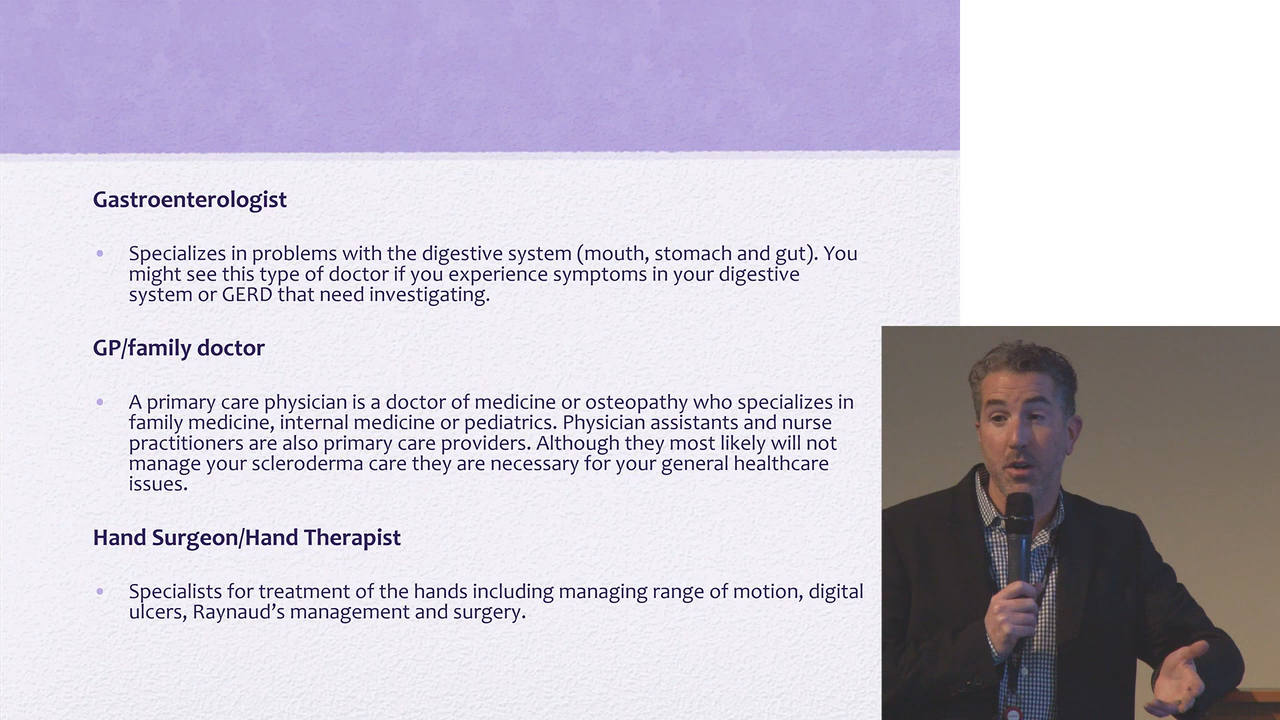 Gastroenterologist
• Specializes in problems with the digestive system (mouth, stomach and gut). You
might see this type of doctor if you experience symptoms in your digestive
system or GERD that need investigating.
GP/family doctor
• A primary care physician is a doctor of medicine or osteopathy who specializes in
family medicine, internal medicine or pediatrics. Physician assistants and nurse
practitioners are also primary care providers. Although they most likely will not
manage your scleroderma care they are necessary for your general healthcare
issues.
Hand Surgeon/Hand Therapist
• Specialists for treatment of the hands including managing range of motion, digital
ulcers, Raynaud’s management and surgery.